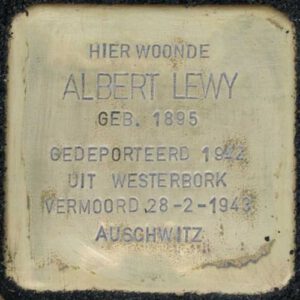 HIER WOONDE
ALBERT LEWY
GEB. 1895
GEDEPORTEERD 1942
UIT WESTERBORK
VERMOORD 28-2-1943
AUSCHWITZ